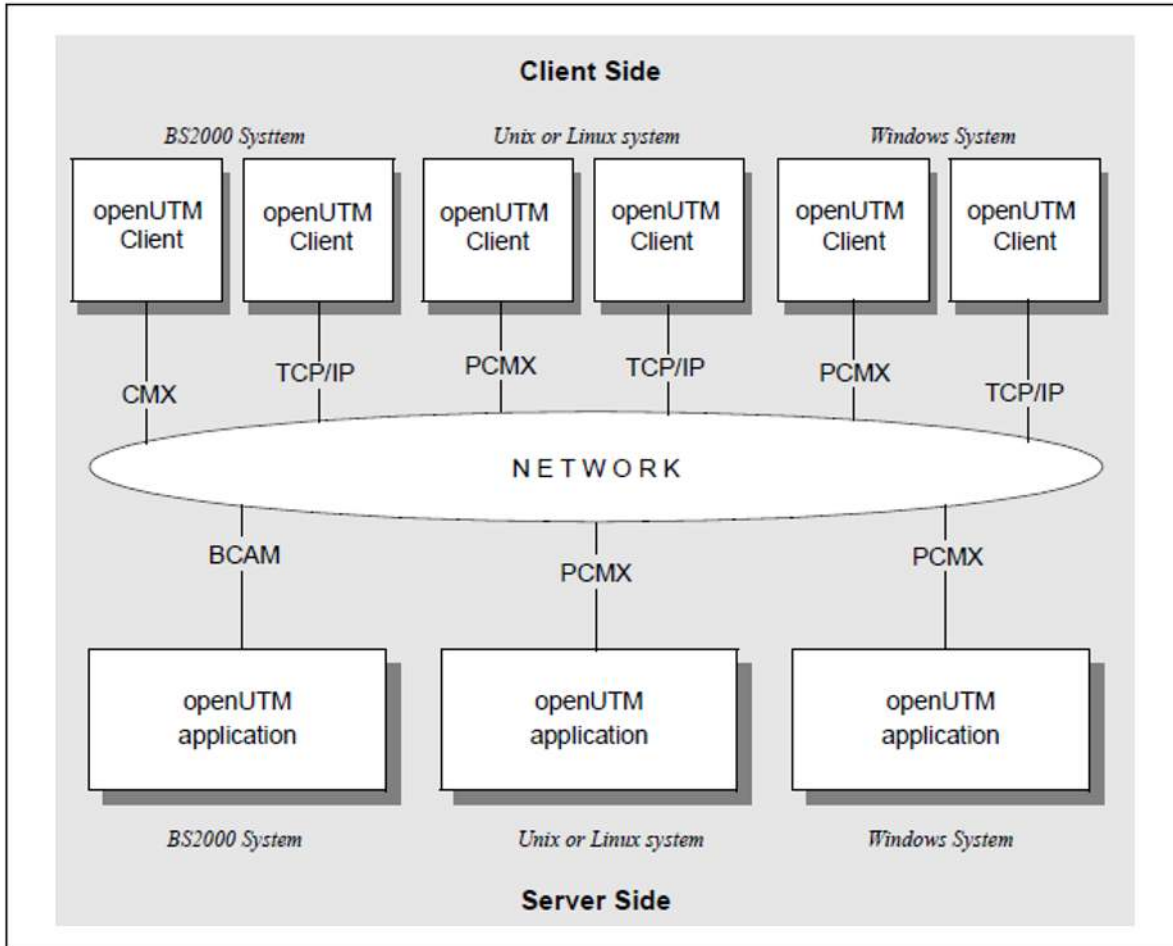 Client Side
BS2000 Systtem
Unix or Linux system
Windows System
openUTM
Client
openUTM
Client
openUTM
Client
openUTM
Client
openUTM
Client
openUTM
Client
CMX
TCP/IP
PCMX
TCP/IP
PCMX
TCP/IP
NETWORK
BCAM
PCMX
PCMX
openUTM
application
openUTM
application
openUTM
application
BS2000 System
Unix or Linux system
Windows System
Server Side